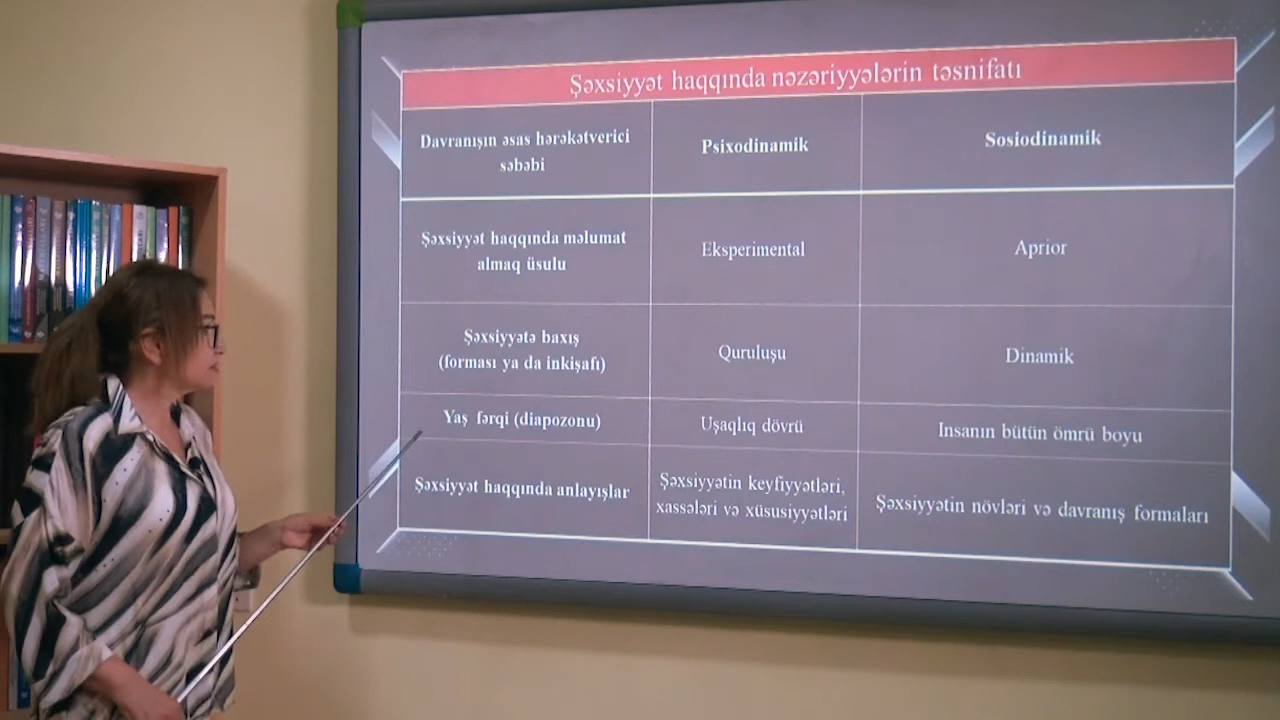 Şəxsiyyət haqqında nəzəriyyələrin təsnifatı
Davranışın əsas hərəkətverici
səbəbi
Psixodinamik
Sosiodinamik
Şəxsiyyət haqqında məlumat
almaq üsulu
Eksperimental
Aprior
Şəxsiyyətə baxış
(forması ya da inkişafı)
Quruluşu
Dinamik
Yaş fərqi (diapozonu)
Uşaqlıq dövrü
Insanın bütün ömrü boyu
Şəxsiyyət haqqında anlayışlar
Şəxsiyyətin keyfiyyətləri,
xassələri və xüsusiyyətləri
Şəxsiyyətin növləri və davranış formaları